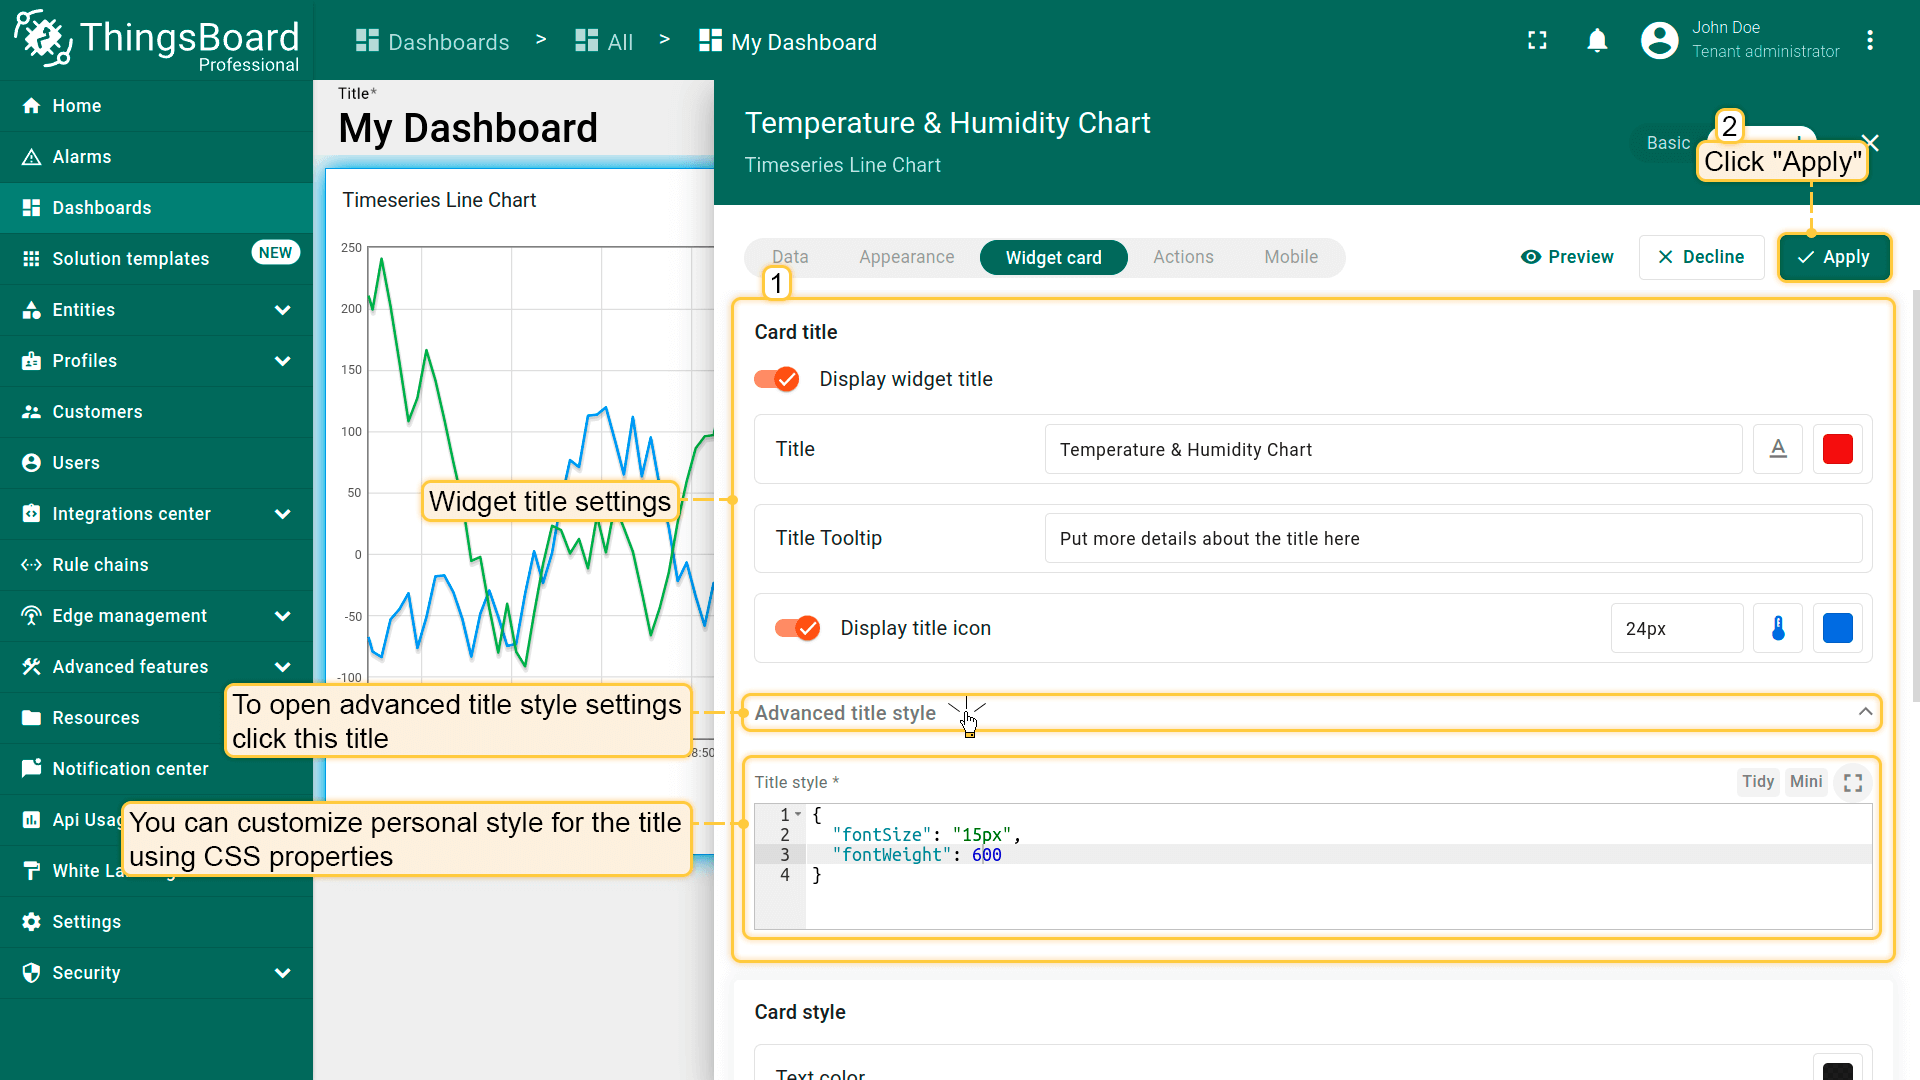 ThingsBoard
Professional
Dashboards > All > My Dashboard
John Doe
Tenant administrator
Home
Alarms
Dashboards
Solution templates
NEW
Entities
Profiles
Customers
Users
Integrations center
Rule chains
Edge management
Advanced features
Resources
Notification center
Api Usag
White La
Settings
Security
Title*
My Dashboard
Timeseries Line Chart
250
200
150
100
50
0
-50
-100
8:50
Widget title settings
To open advanced title style settings
click this title
You can customize personal style for the title
using CSS properties
Temperature & Humidity Chart
Timeseries Line Chart
Basic
2
Click "Apply"
Data
Appearance
Widget card
Actions
Mobile
Preview
Decline
Apply
1
Card title
Display widget title
Title
Temperature & Humidity Chart
Title Tooltip
Put more details about the title here
Display title icon
24px
Advanced title style
Title style *
Tidy
Mini
1 {
2 "fontSize": "15px",
3 "fontWeight": 600
4 }
Card style
Text color